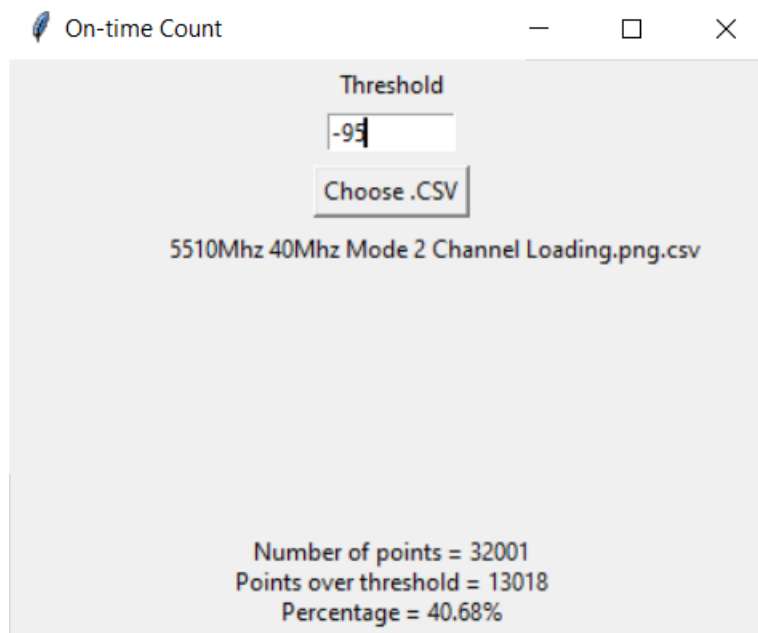 On-time Count
Threshold
-95
Choose .CSV
5510Mhz 40Mhz Mode 2 Channel Loading.png.csv
Number of points = 32001
Points over threshold = 13018
Percentage = 40.68%